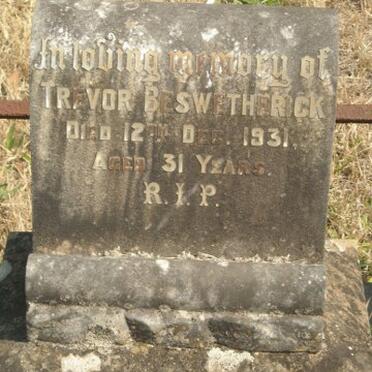 In loving memory of
TREVOR BESWETHERICK
DIED 12TH DEC. 1931.
AGED 31 YEARS.
R.I.P.